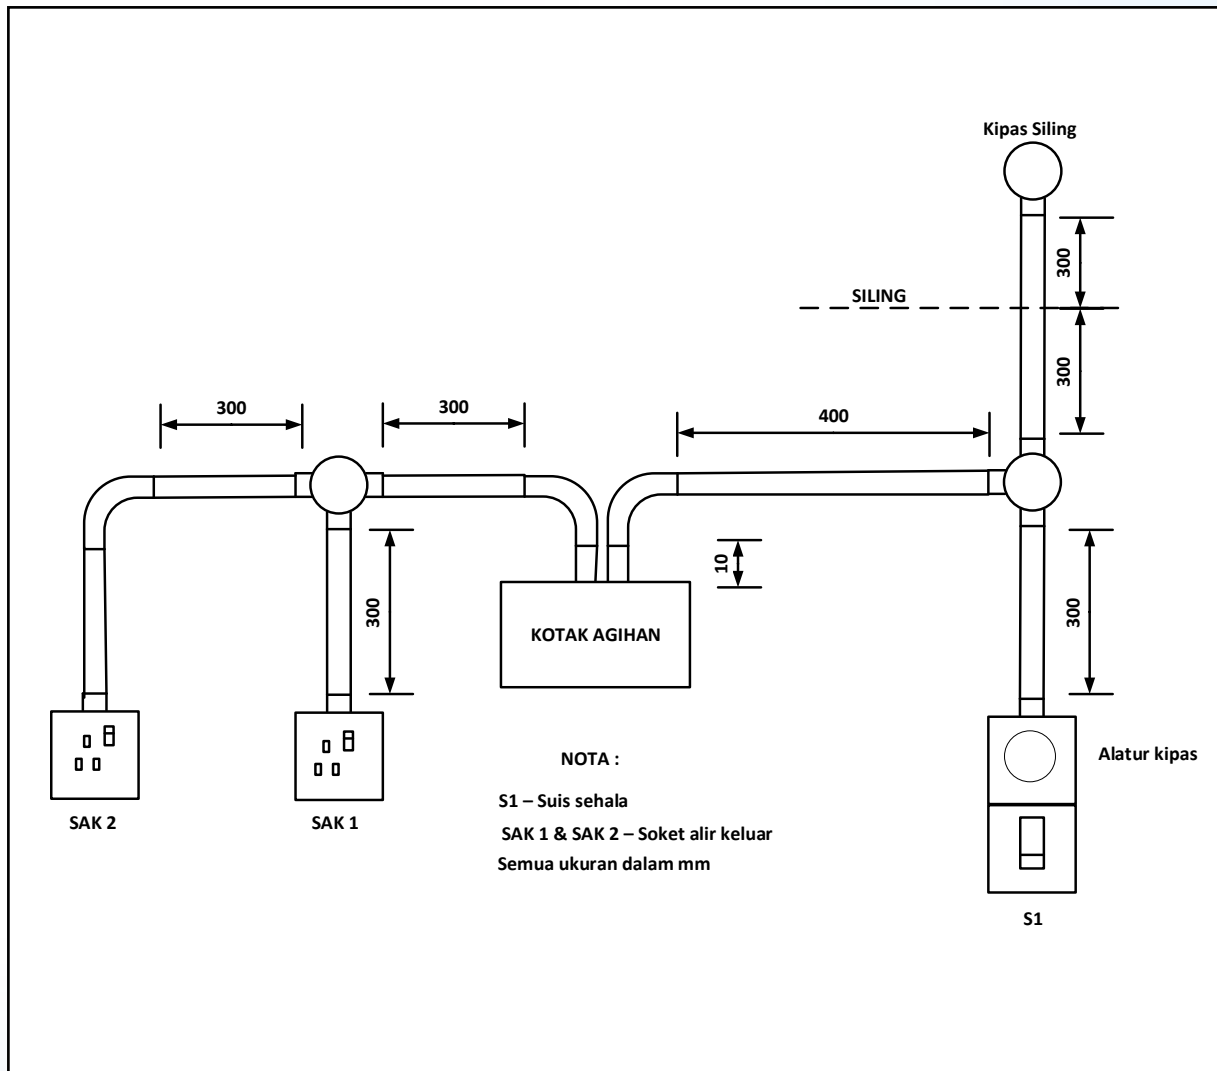 Kipas Siling
300
SILING
300
300
300
400
10
300
300
KOTAK AGIHAN
NOTA :
Alatur kipas
S1 – Suis sehala
SAK 2
SAK 1
SAK 1 & SAK 2 – Soket alir keluar
Semua ukuran dalam mm
S1